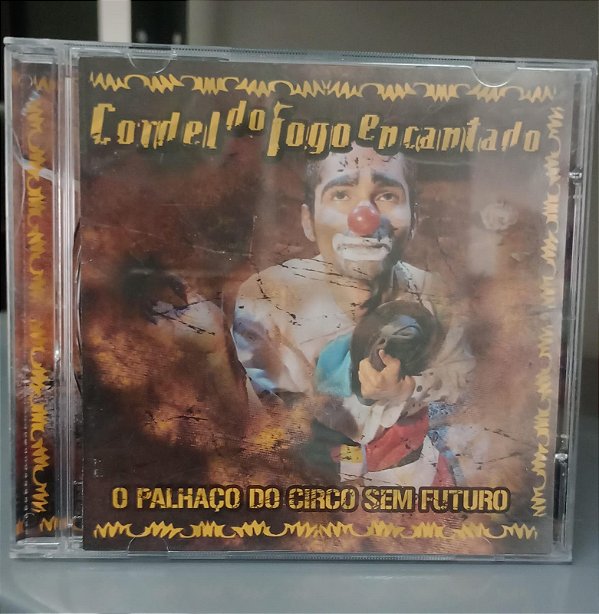 Cordel do fogo encantado
O PALHAÇO DO CIRCO SEM FUTURO